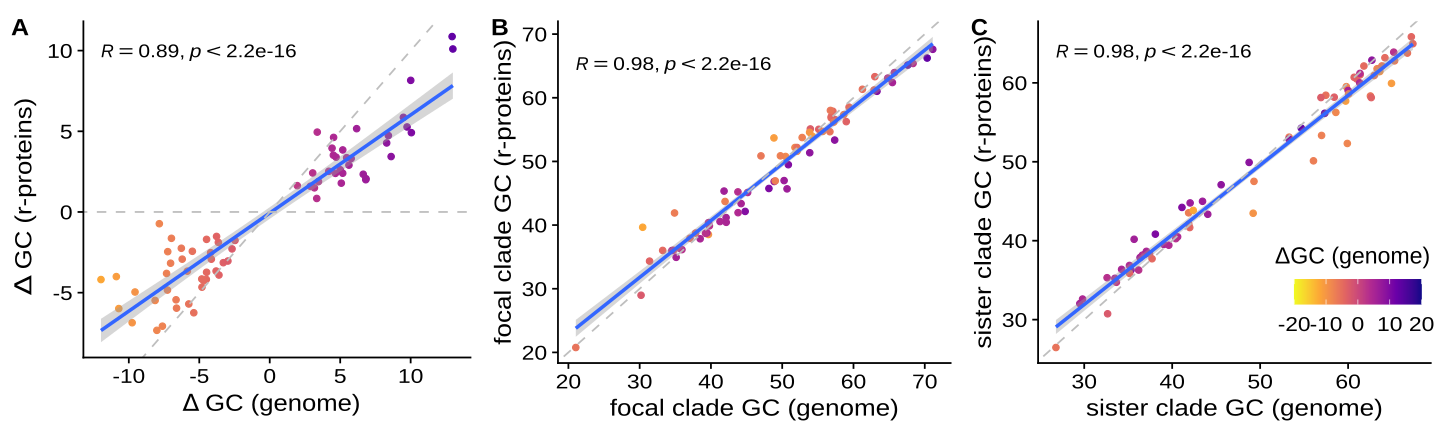 A
R = 0.89, p < 2.2e-16
10
5
0
-5
Δ GC (r-proteins)
-10 -5 0 5 10
Δ GC (genome)
B
R = 0.98, p < 2.2e-16
70
60
50
40
30
20
focal clade GC (r-proteins)
20 30 40 50 60 70
focal clade GC (genome)
C
R = 0.98, p < 2.2e-16
60
50
40
30
sister clade GC (r-proteins)
ΔGC (genome)
-20 -10 0 10 20
30 40 50 60
sister clade GC (genome)